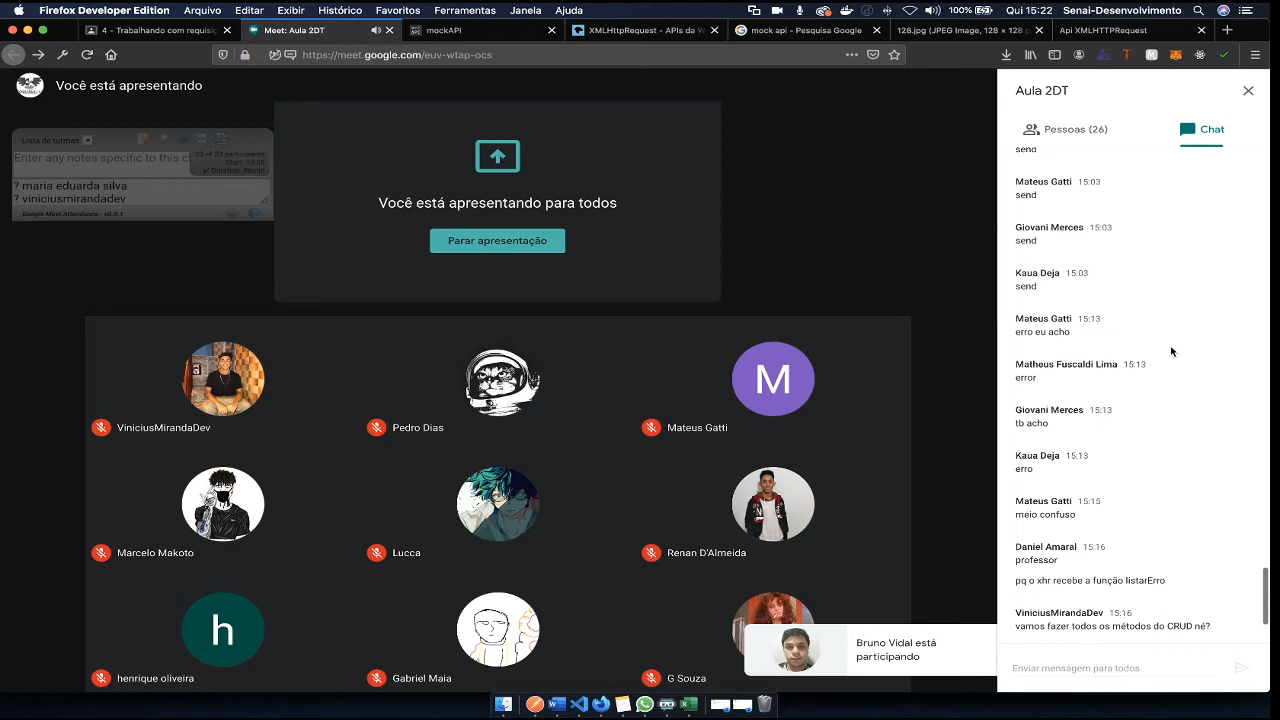 Firefox Developer Edition Arquivo Editar Exibir Histórico Favoritos Ferramentas Janela Ajuda 100% Qui 15:22 Senai-Desenvolvimento
4 - Trabalhando com requisiç
Meet: Aula 2DT
mockAPI
XMLHttpRequest - APIs da W
mock api - Pesquisa Google
128.jpg (JPEG Image, 128 × 128 p
Api XMLHTTPRequest
https://meet.google.com/euv-wtap-ocs
Você está apresentando
Lista de turmas
Enter any notes specific to this cl
Start: 13:55
Duration: 86min
? maria eduarda silva
? viniciusmirandadev
Google Meet Attendance - v0.9.1
Você está apresentando para todos
Parar apresentação
ViniciusMirandaDev
Pedro Dias
M
Mateus Gatti
Marcelo Makoto
Lucca
Renan D'Almeida
h
henrique oliveira
Gabriel Maia
G Souza
Bruno Vidal está
participando
Aula 2DT
Pessoas (26)
Chat
send
Mateus Gatti 15:03
send
Giovani Merces 15:03
send
Kaua Deja 15:03
send
Mateus Gatti 15:13
erro eu acho
Matheus Fuscaldi Lima 15:13
error
Giovani Merces 15:13
tb acho
Kaua Deja 15:13
erro
Mateus Gatti 15:15
meio confuso
Daniel Amaral 15:16
professor
pq o xhr recebe a função listarErro
ViniciusMirandaDev 15:16
vamos fazer todos os métodos do CRUD né?
Enviar mensagem para todos